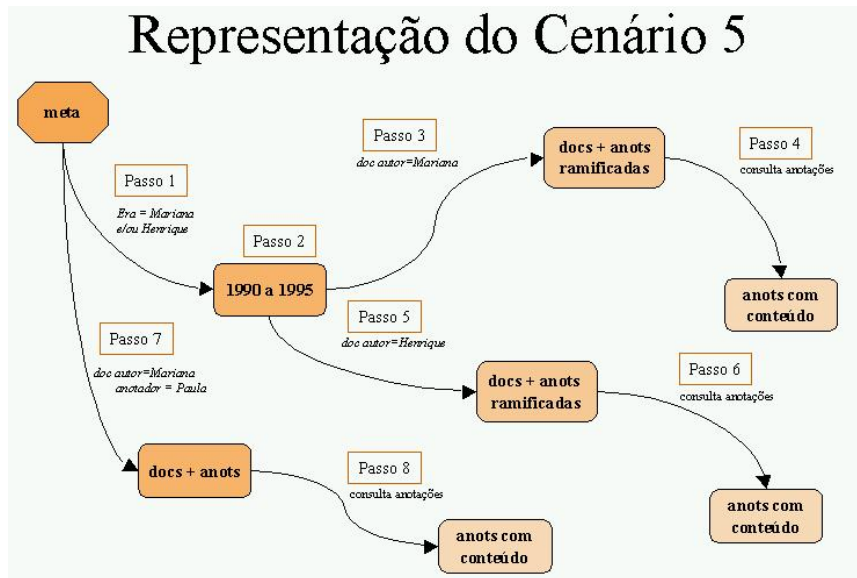 Representação do Cenário 5
meta
Passo 1
Era = Mariana
e/ou Henrique
Passo 2
1990 a 1995
Passo 3
doc autor=Mariana
docs + anots
ramificadas
Passo 4
consulta anotações
anots com
conteúdo
Passo 5
doc autor=Henrique
docs + anots
ramificadas
Passo 6
consulta anotações
anots com
conteúdo
Passo 7
doc autor=Mariana
anotador = Paula
docs + anots
Passo 8
consulta anotações
anots com
conteúdo